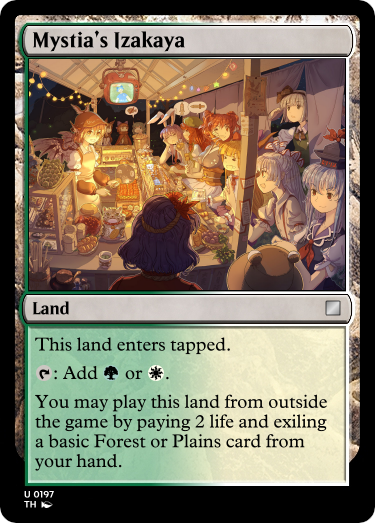 Mystia's Izakaya
Land
This land enters tapped.
: Add or .
You may play this land from outside
the game by paying 2 life and exiling
a basic Forest or Plains card from
your hand.
U 0197
TH